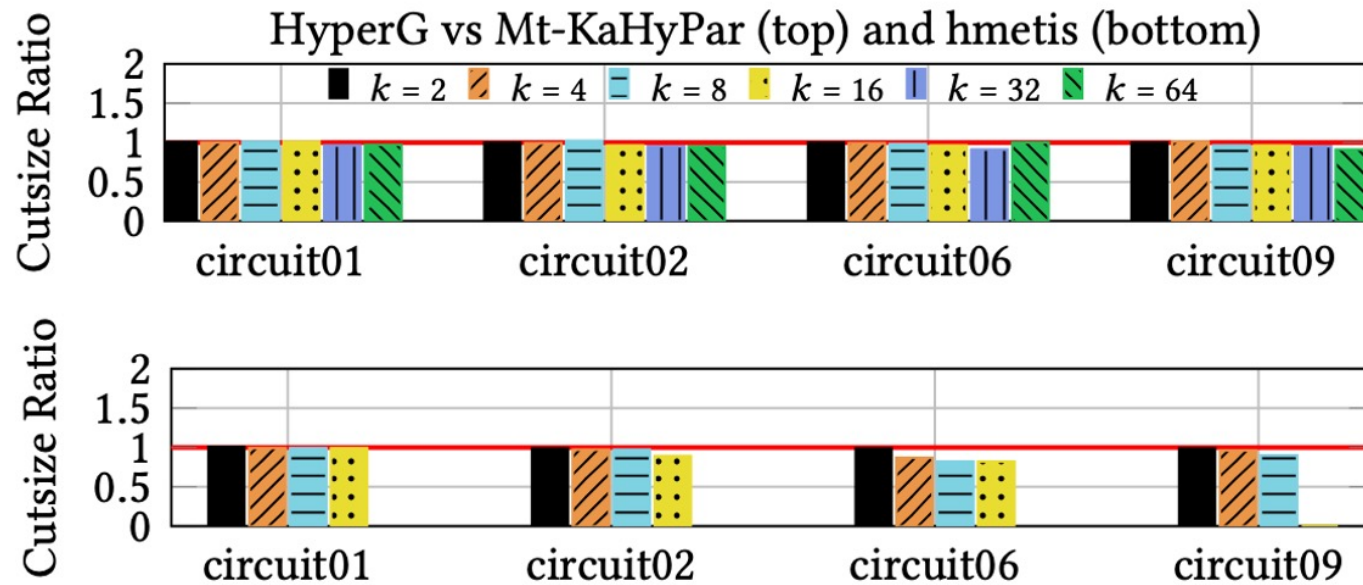 HyperG vs Mt-KaHyPar (top) and hmetis (bottom)
Cutsize Ratio
2
1.5
1
0.5
0
k = 2 k = 4 k = 8 k = 16 k = 32 k = 64
circuit01 circuit02 circuit06 circuit09
Cutsize Ratio
2
1.5
1
0.5
0
circuit01 circuit02 circuit06 circuit09